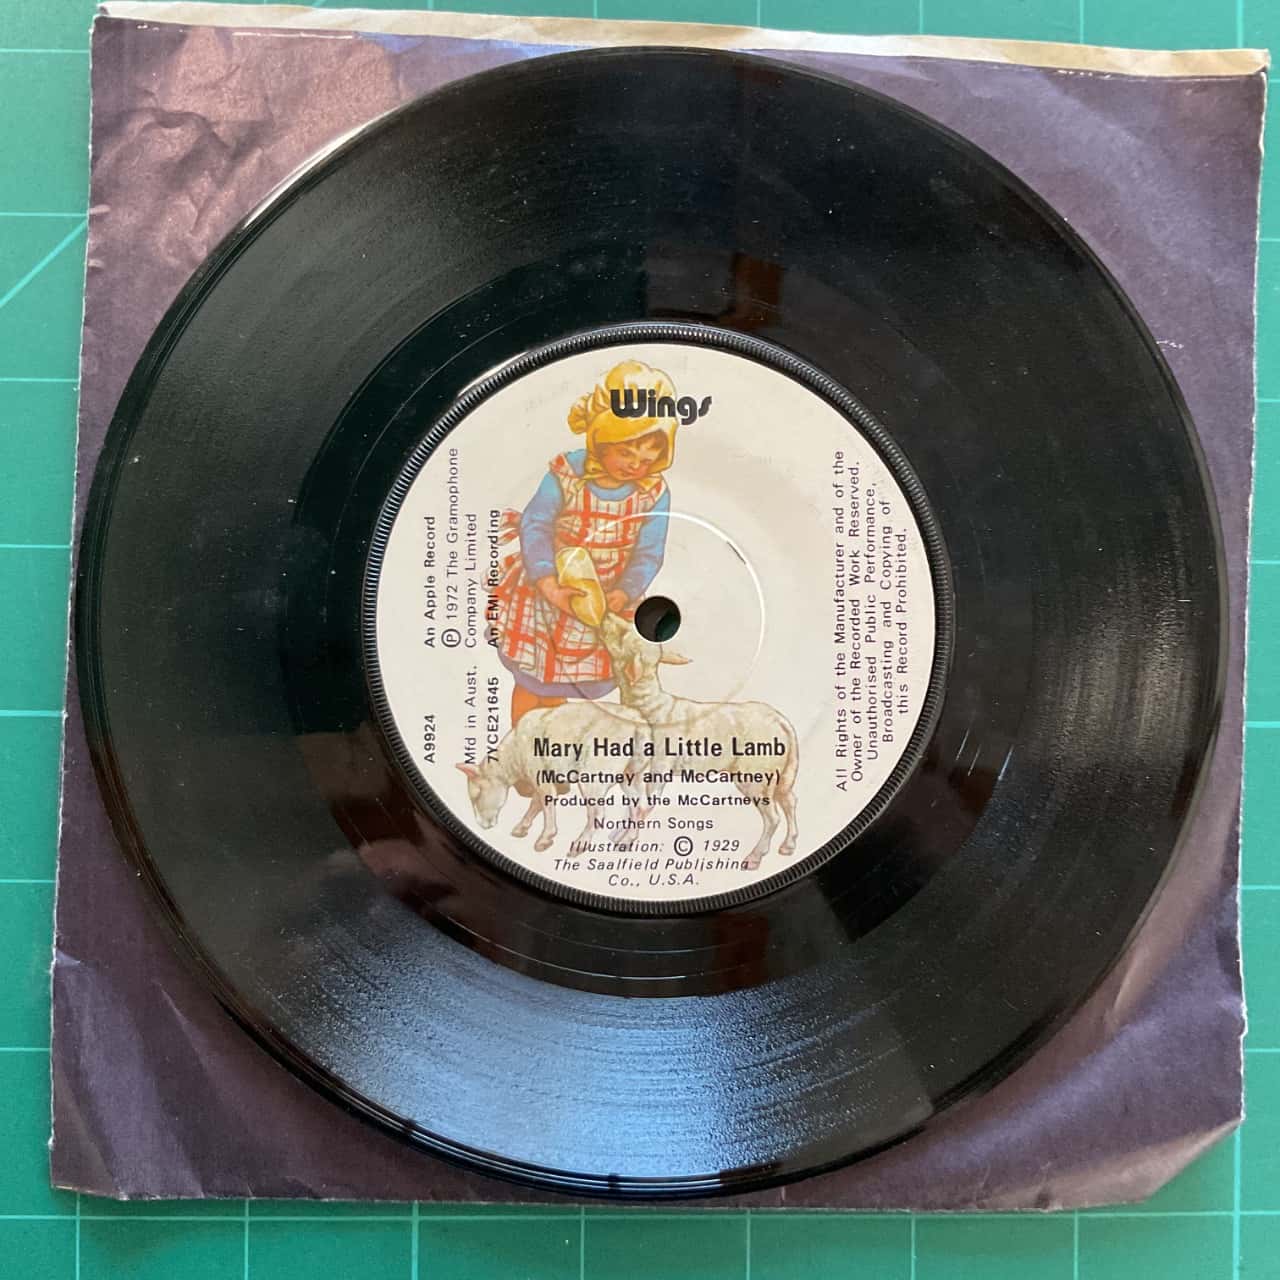 Wings
An Apple Record
℗ 1972 The Gramophone
Company Limited
An EMI Recording
A9924
Mfd in Aust.
7YCE21645
All Rights of the Manufacturer and of the
Owner of the Recorded Work Reserved.
Unauthorised Public Performance,
Broadcasting and Copying of
this Record Prohibited.
Mary Had a Little Lamb
(McCartney and McCartney)
Produced by the McCartneys
Northern Songs
Illustration: © 1929
The Saalfield Publishing
Co., U.S.A.